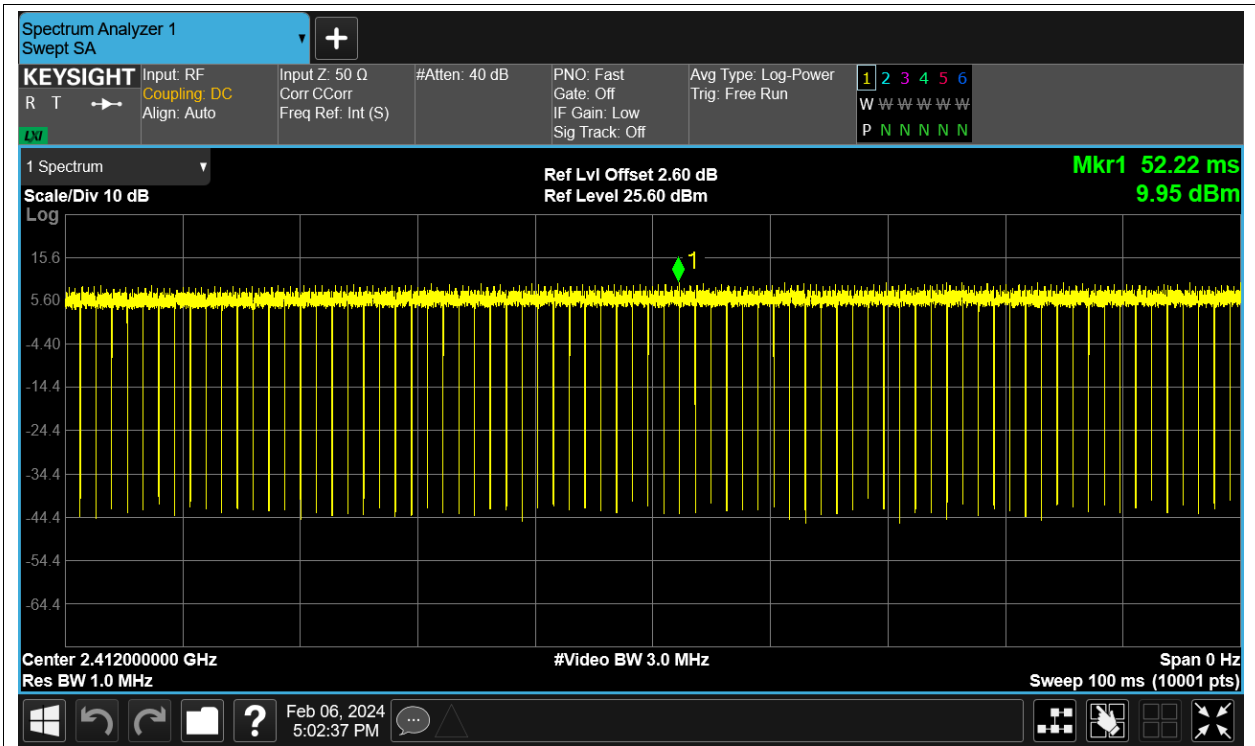 Spectrum Analyzer 1
Swept SA
KEYSIGHT
R T
LXI
Input: RF
Coupling: DC
Align: Auto
Input Z: 50 Ω
Corr CCorr
Freq Ref: Int (S)
#Atten: 40 dB
PNO: Fast
Gate: Off
IF Gain: Low
Sig Track: Off
Avg Type: Log-Power
Trig: Free Run
1 2 3 4 5 6
W W W W W W
P N N N N N
1 Spectrum
Scale/Div 10 dB
Ref Lvl Offset 2.60 dB
Ref Level 25.60 dBm
Mkr1 52.22 ms
9.95 dBm
Log
1
15.6
5.60
-4.40
-14.4
-24.4
-34.4
-44.4
-54.4
-64.4
Center 2.412000000 GHz
#Video BW 3.0 MHz
Span 0 Hz
Res BW 1.0 MHz
Sweep 100 ms (10001 pts)
?
Feb 06, 2024
5:02:37 PM